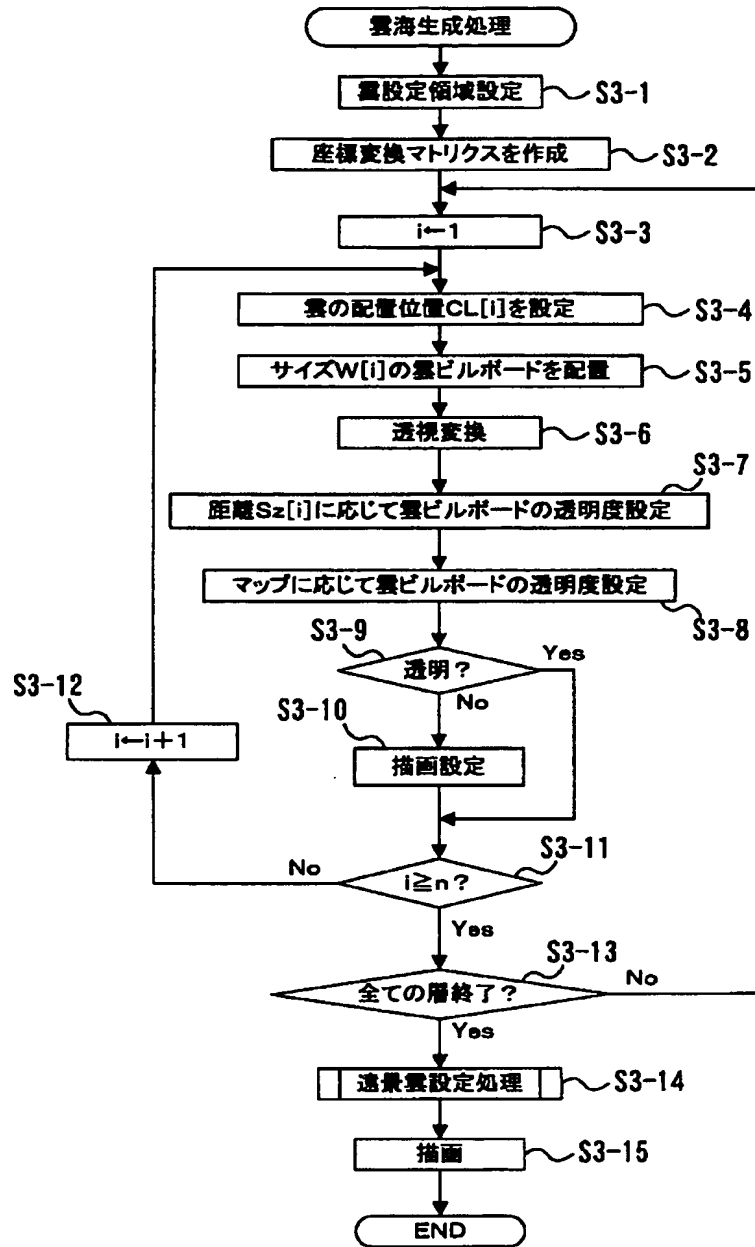 雲海生成処理
雲設定領域設定
S3-1
座標変換マトリクスを作成
S3-2
i←1
S3-3
雲の配置位置CL[i]を設定
S3-4
サイズW[i]の雲ビルボードを配置
S3-5
透視変換
S3-6
S3-7
距離Sz[i]に応じて雲ビルボードの透明度設定
マップに応じて雲ビルボードの透明度設定
S3-8
S3-9
透明?
Yes
No
S3-12
i←i+1
S3-10
描画設定
S3-11
i≧n?
No
Yes
S3-13
全ての層終了?
No
Yes
遠景雲設定処理
S3-14
描画
S3-15
END